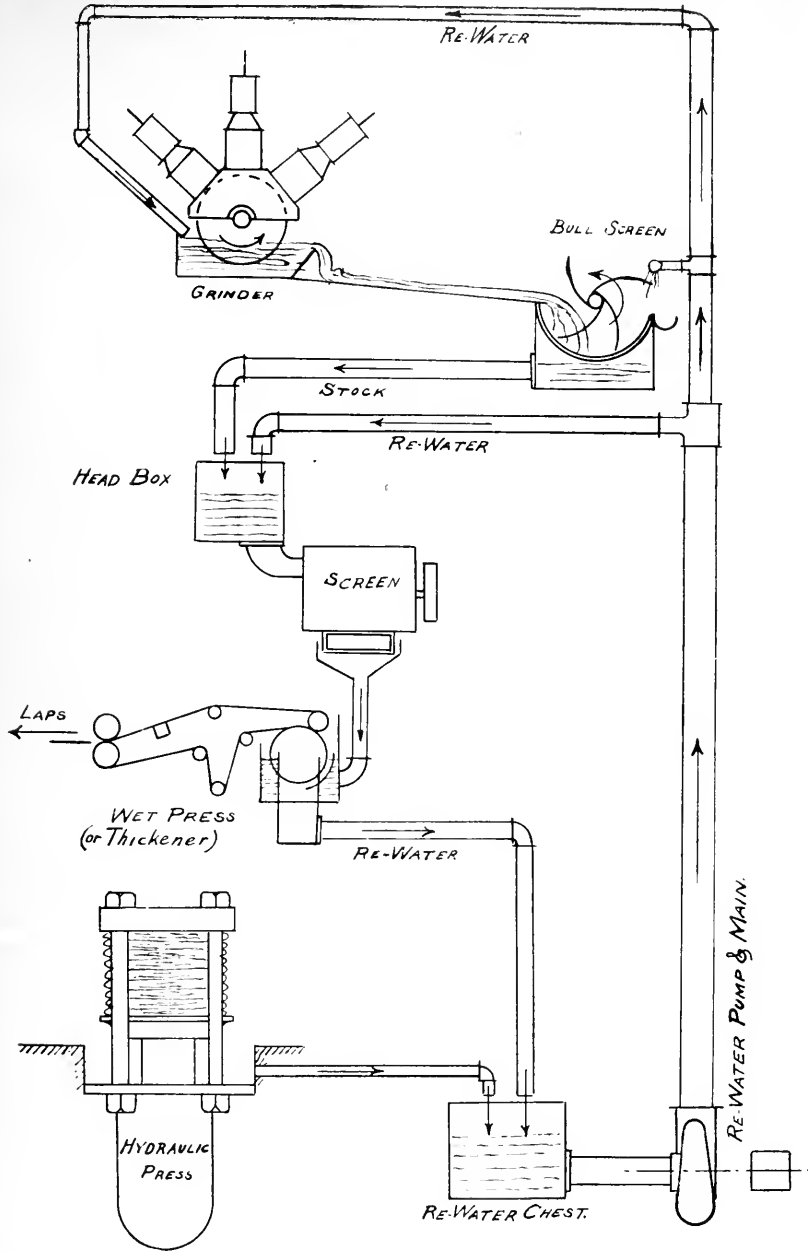 RE-WATER
BULL SCREEN
GRINDER
STOCK
RE-WATER
HEAD BOX
SCREEN
LAPS
WET PRESS
(or Thickener)
RE-WATER
RE-WATER PUMP & MAIN.
HYDRAULIC
PRESS
RE-WATER CHEST.